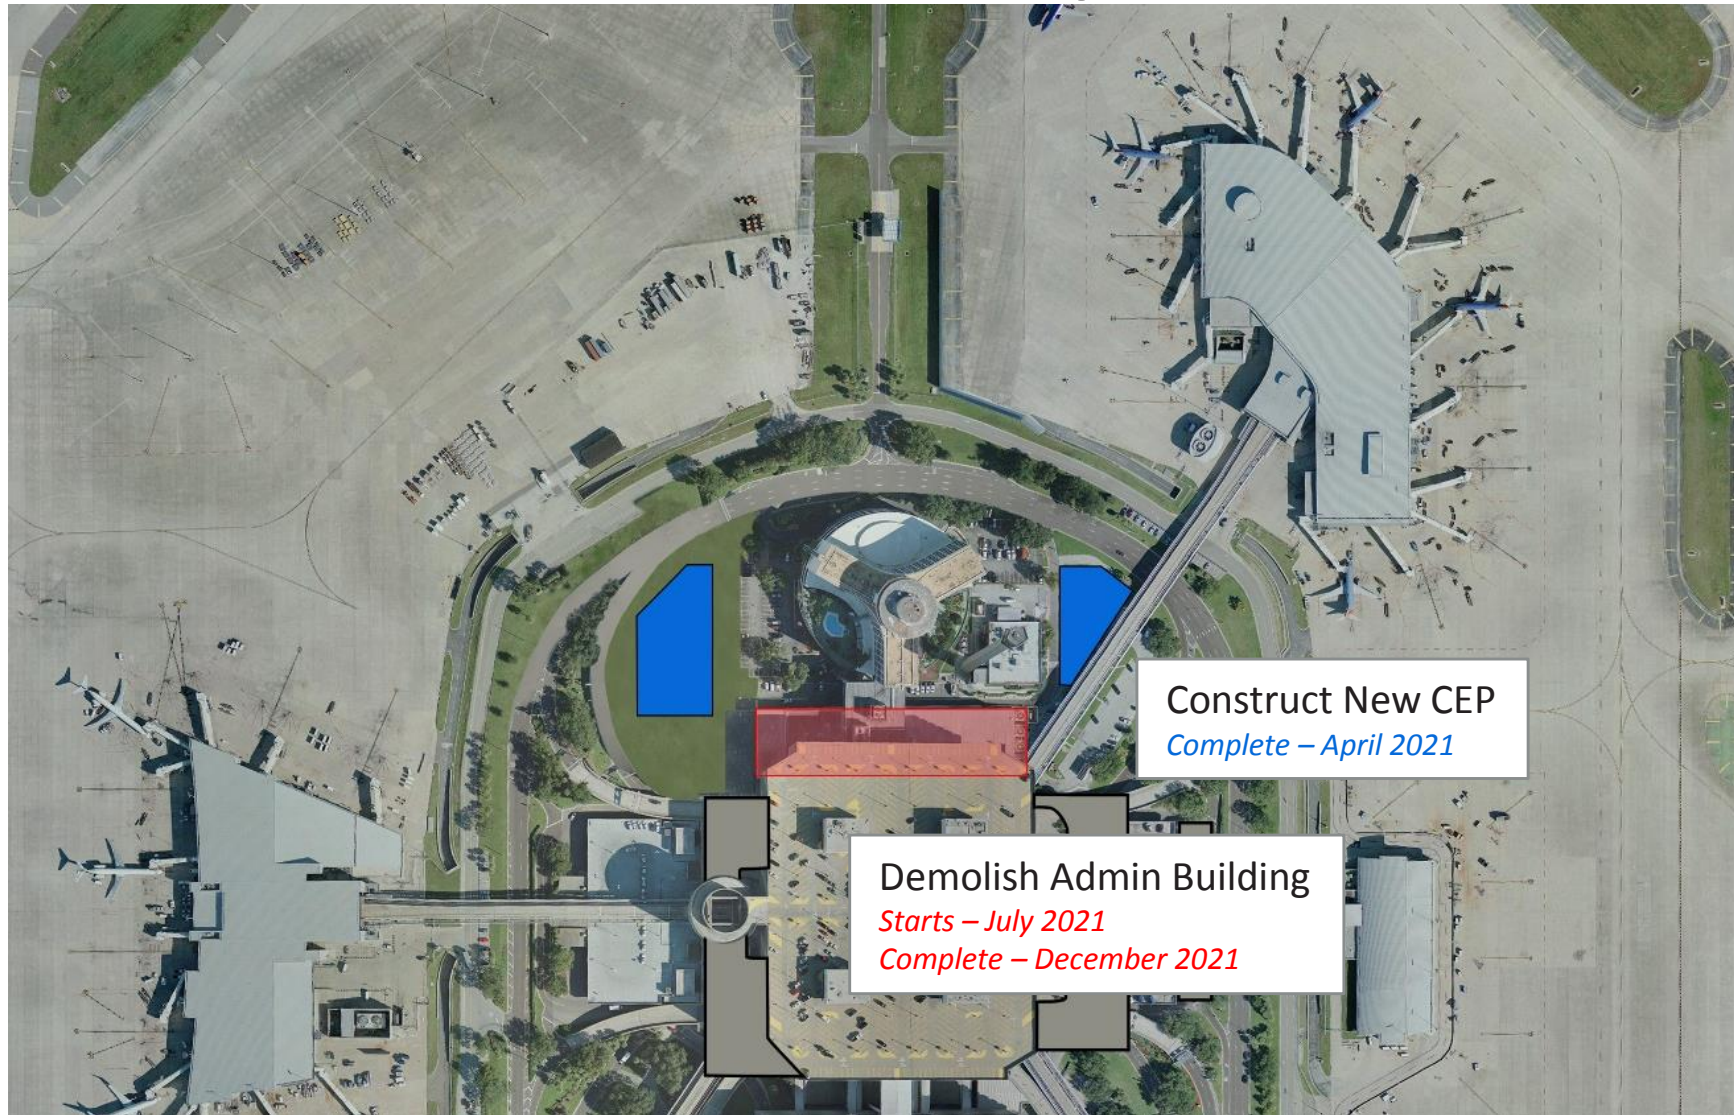 Construct New CEP
Complete – April 2021
Demolish Admin Building
Starts – July 2021
Complete – December 2021